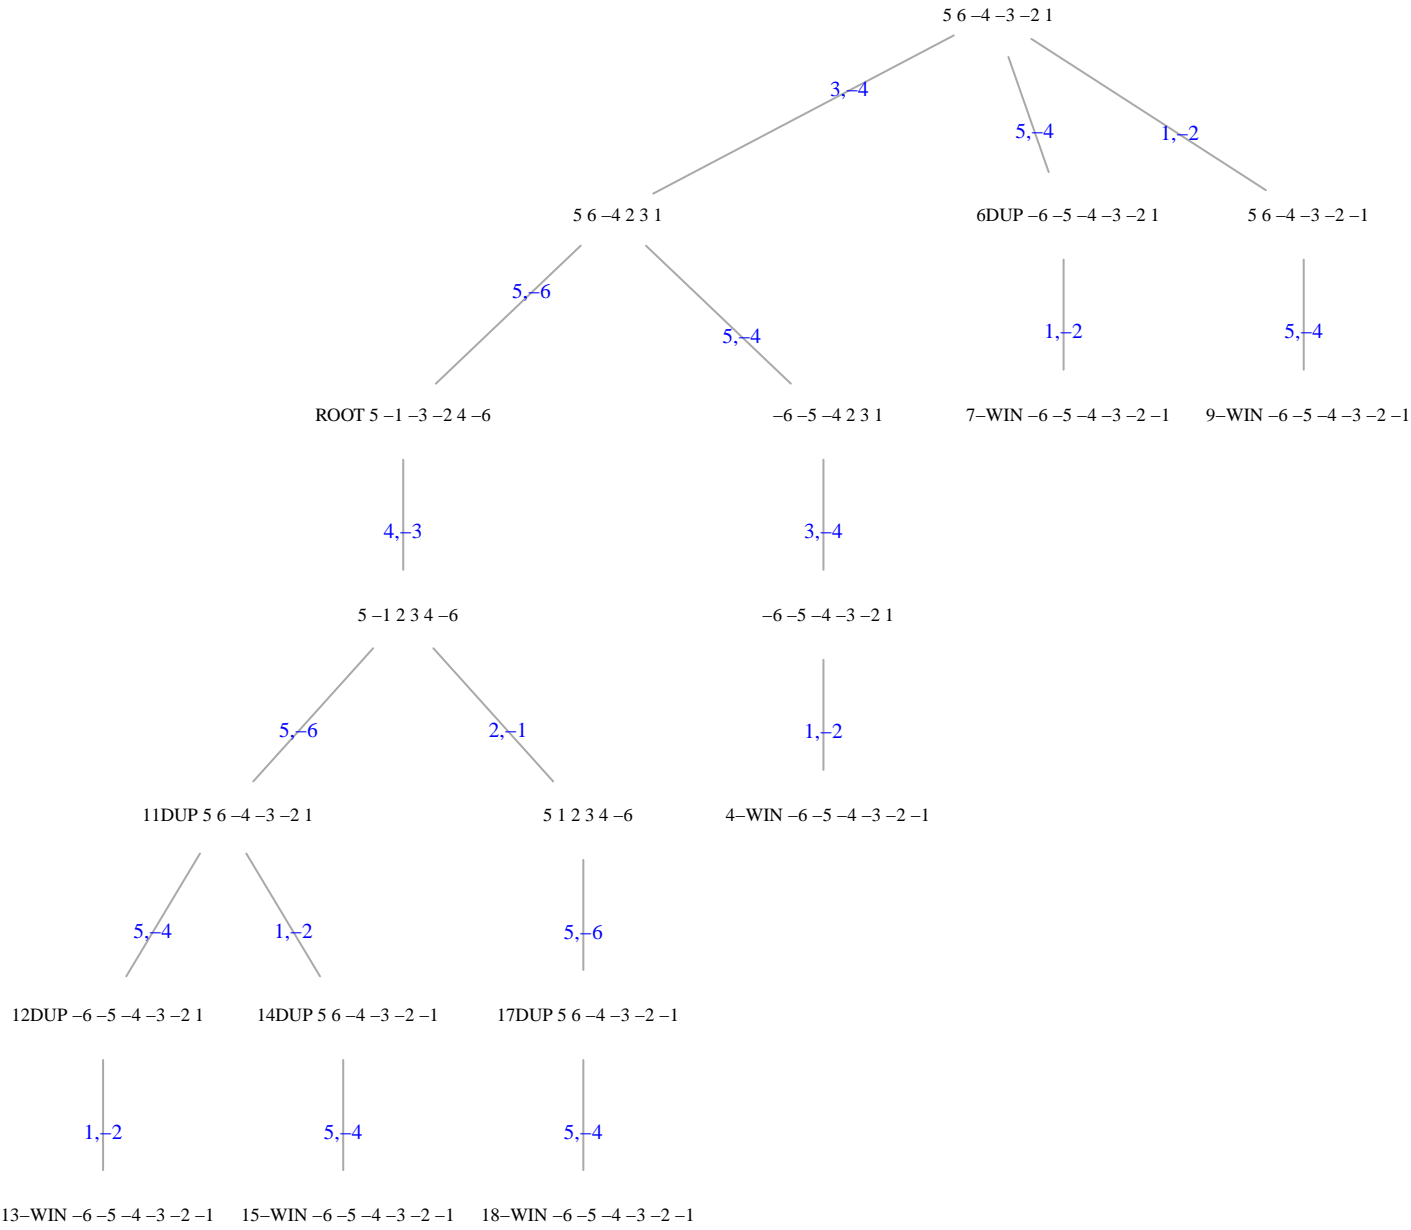 5 6 –4 –3 –2 1
3,–4
5,–4
1,–2
5 6 –4 2 3 1
6DUP –6 –5 –4 –3 –2 1
5 6 –4 –3 –2 –1
5,–6
5,–4
1,–2
5,–4
ROOT 5 –1 –3 –2 4 –6
–6 –5 –4 2 3 1
7–WIN –6 –5 –4 –3 –2 –1
9–WIN –6 –5 –4 –3 –2 –1
4,–3
3,–4
5 –1 2 3 4 –6
–6 –5 –4 –3 –2 1
5,–6
2,–1
1,–2
11DUP 5 6 –4 –3 –2 1
5 1 2 3 4 –6
4–WIN –6 –5 –4 –3 –2 –1
5,–4
1,–2
5,–6
12DUP –6 –5 –4 –3 –2 1
14DUP 5 6 –4 –3 –2 –1
17DUP 5 6 –4 –3 –2 –1
1,–2
5,–4
5,–4
13–WIN –6 –5 –4 –3 –2 –1
15–WIN –6 –5 –4 –3 –2 –1
18–WIN –6 –5 –4 –3 –2 –1